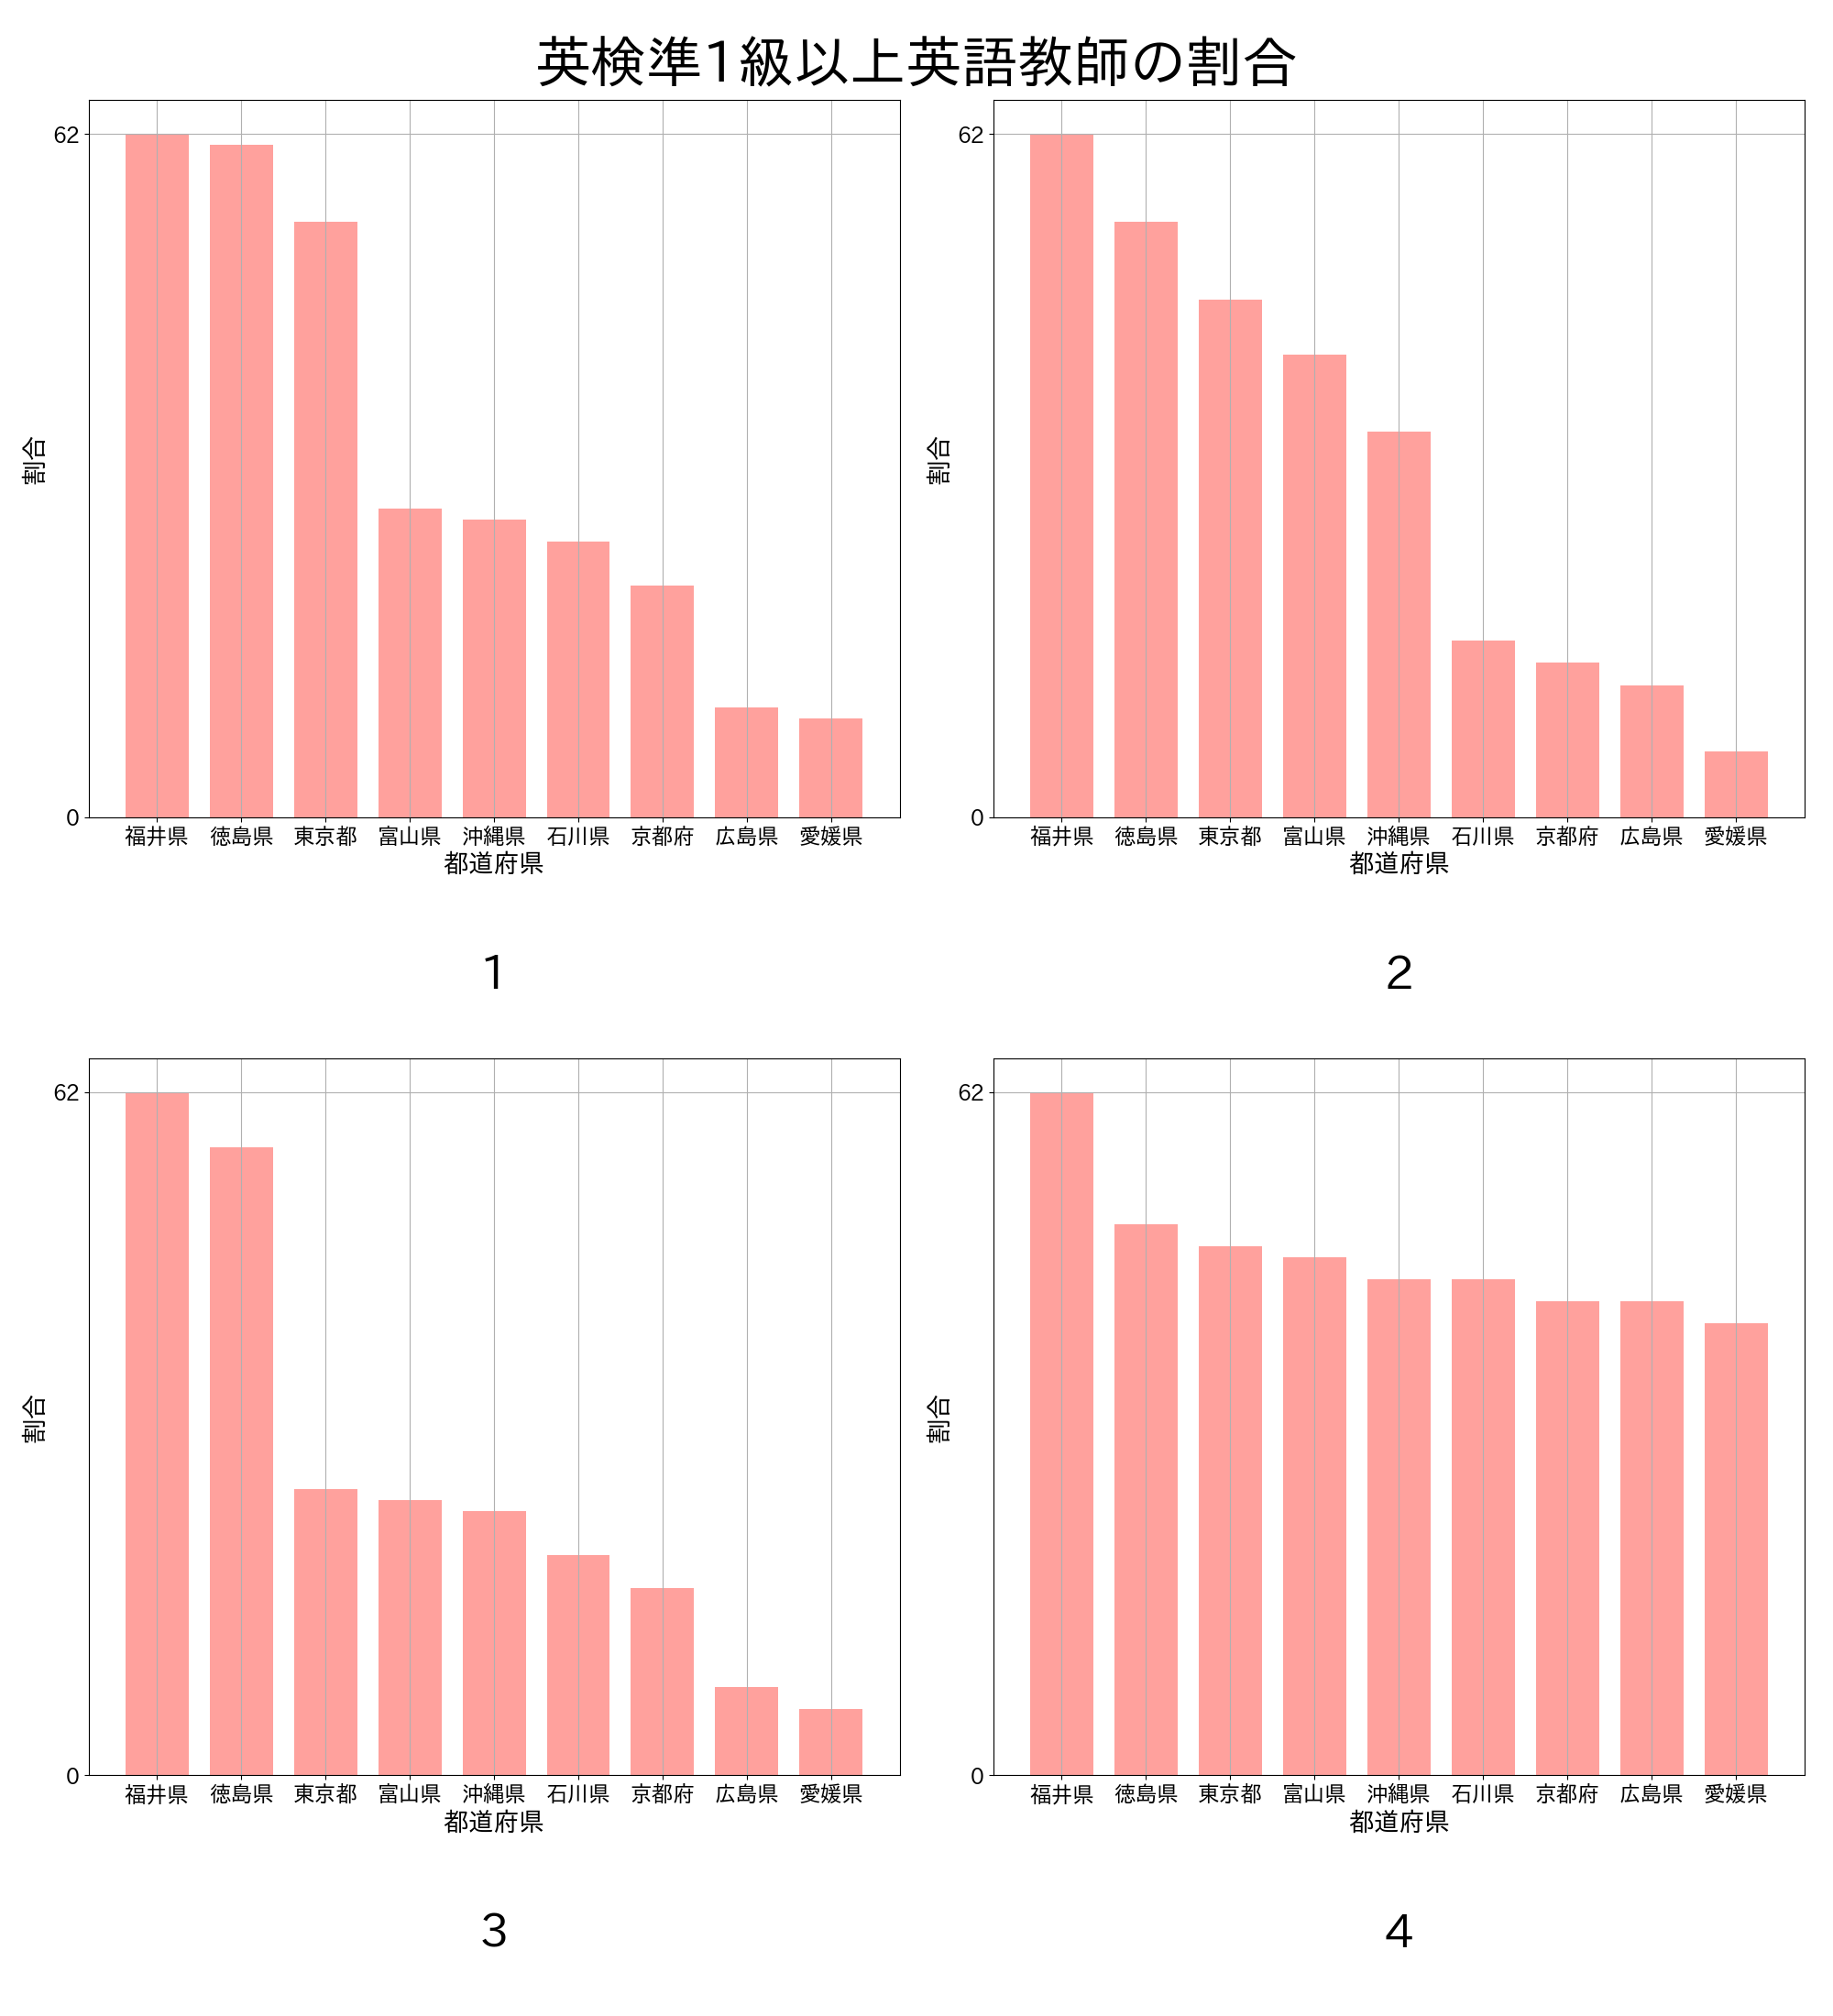 英検準1級以上英語教師の割合
62
0
割合
福井県 徳島県 東京都 富山県 沖縄県 石川県 京都府 広島県 愛媛県
都道府県
1
62
0
割合
福井県 徳島県 東京都 富山県 沖縄県 石川県 京都府 広島県 愛媛県
都道府県
2
62
0
割合
福井県 徳島県 東京都 富山県 沖縄県 石川県 京都府 広島県 愛媛県
都道府県
3
62
0
割合
福井県 徳島県 東京都 富山県 沖縄県 石川県 京都府 広島県 愛媛県
都道府県
4